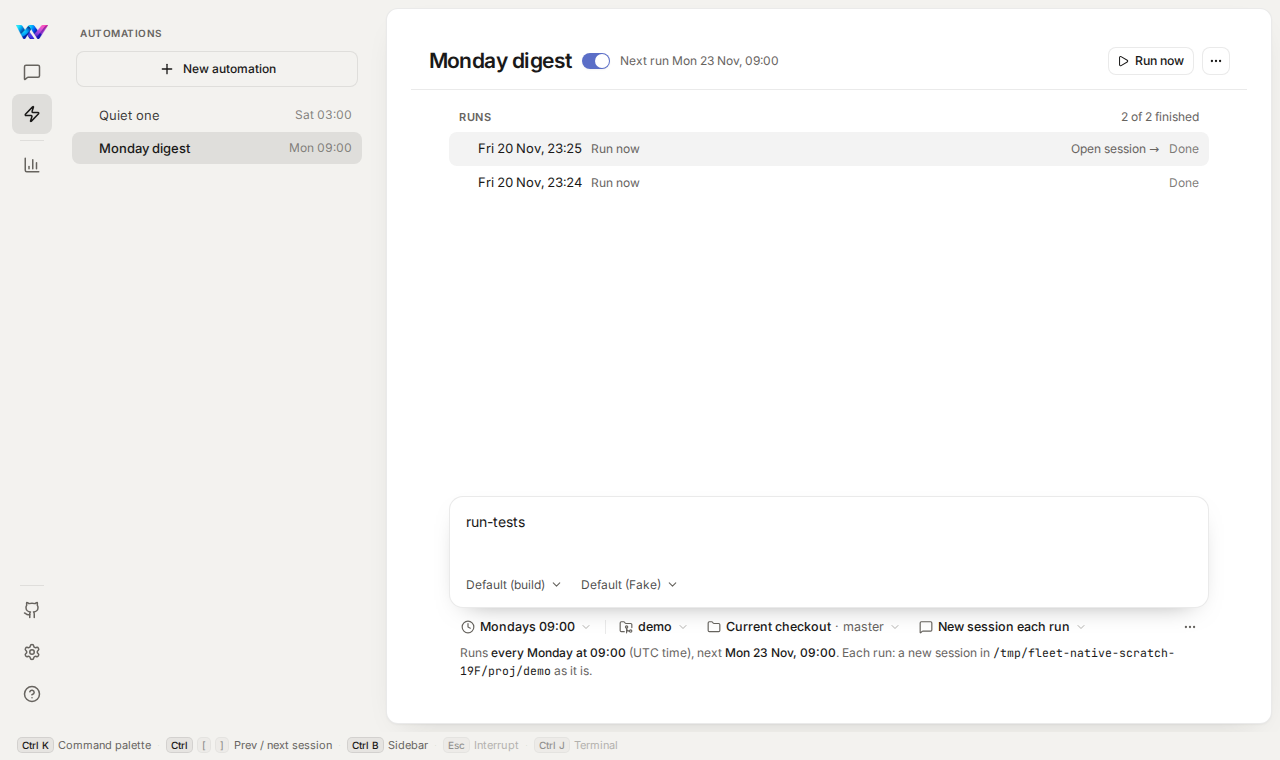 AUTOMATIONS
New automation
Quiet one Sat 03:00
Monday digest Mon 09:00
Monday digest Next run Mon 23 Nov, 09:00 Run now
RUNS 2 of 2 finished
Fri 20 Nov, 23:25 Run now Open session → Done
Fri 20 Nov, 23:24 Run now Done
run-tests
Default (build) Default (Fake)
Mondays 09:00 demo Current checkout · master New session each run
Runs every Monday at 09:00 (UTC time), next Mon 23 Nov, 09:00. Each run: a new session in /tmp/fleet-native-scratch-
19F/proj/demo as it is.
Ctrl K Command palette Ctrl [ ] Prev / next session Ctrl B Sidebar Esc Interrupt Ctrl J Terminal